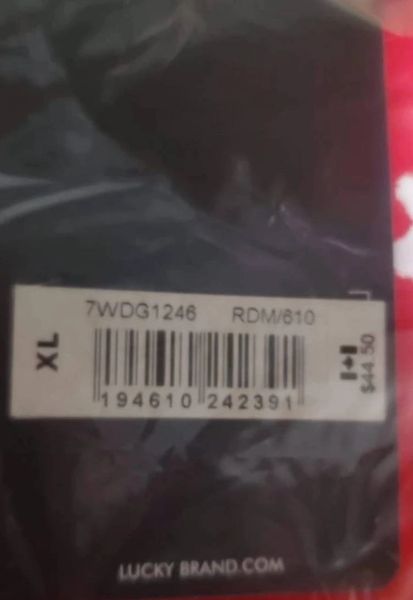 7WDG1246 RDM/610
XL
194610 242391
$44.50
LUCKY BRAND.COM